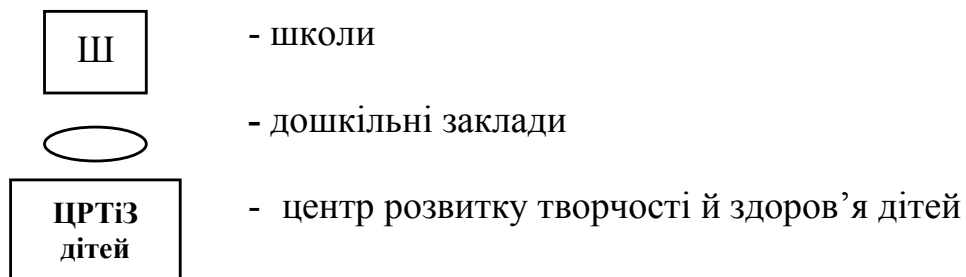 Ш - школи
- дошкільні заклади
ЦРТіЗ
дітей
- центр розвитку творчості й здоров’я дітей